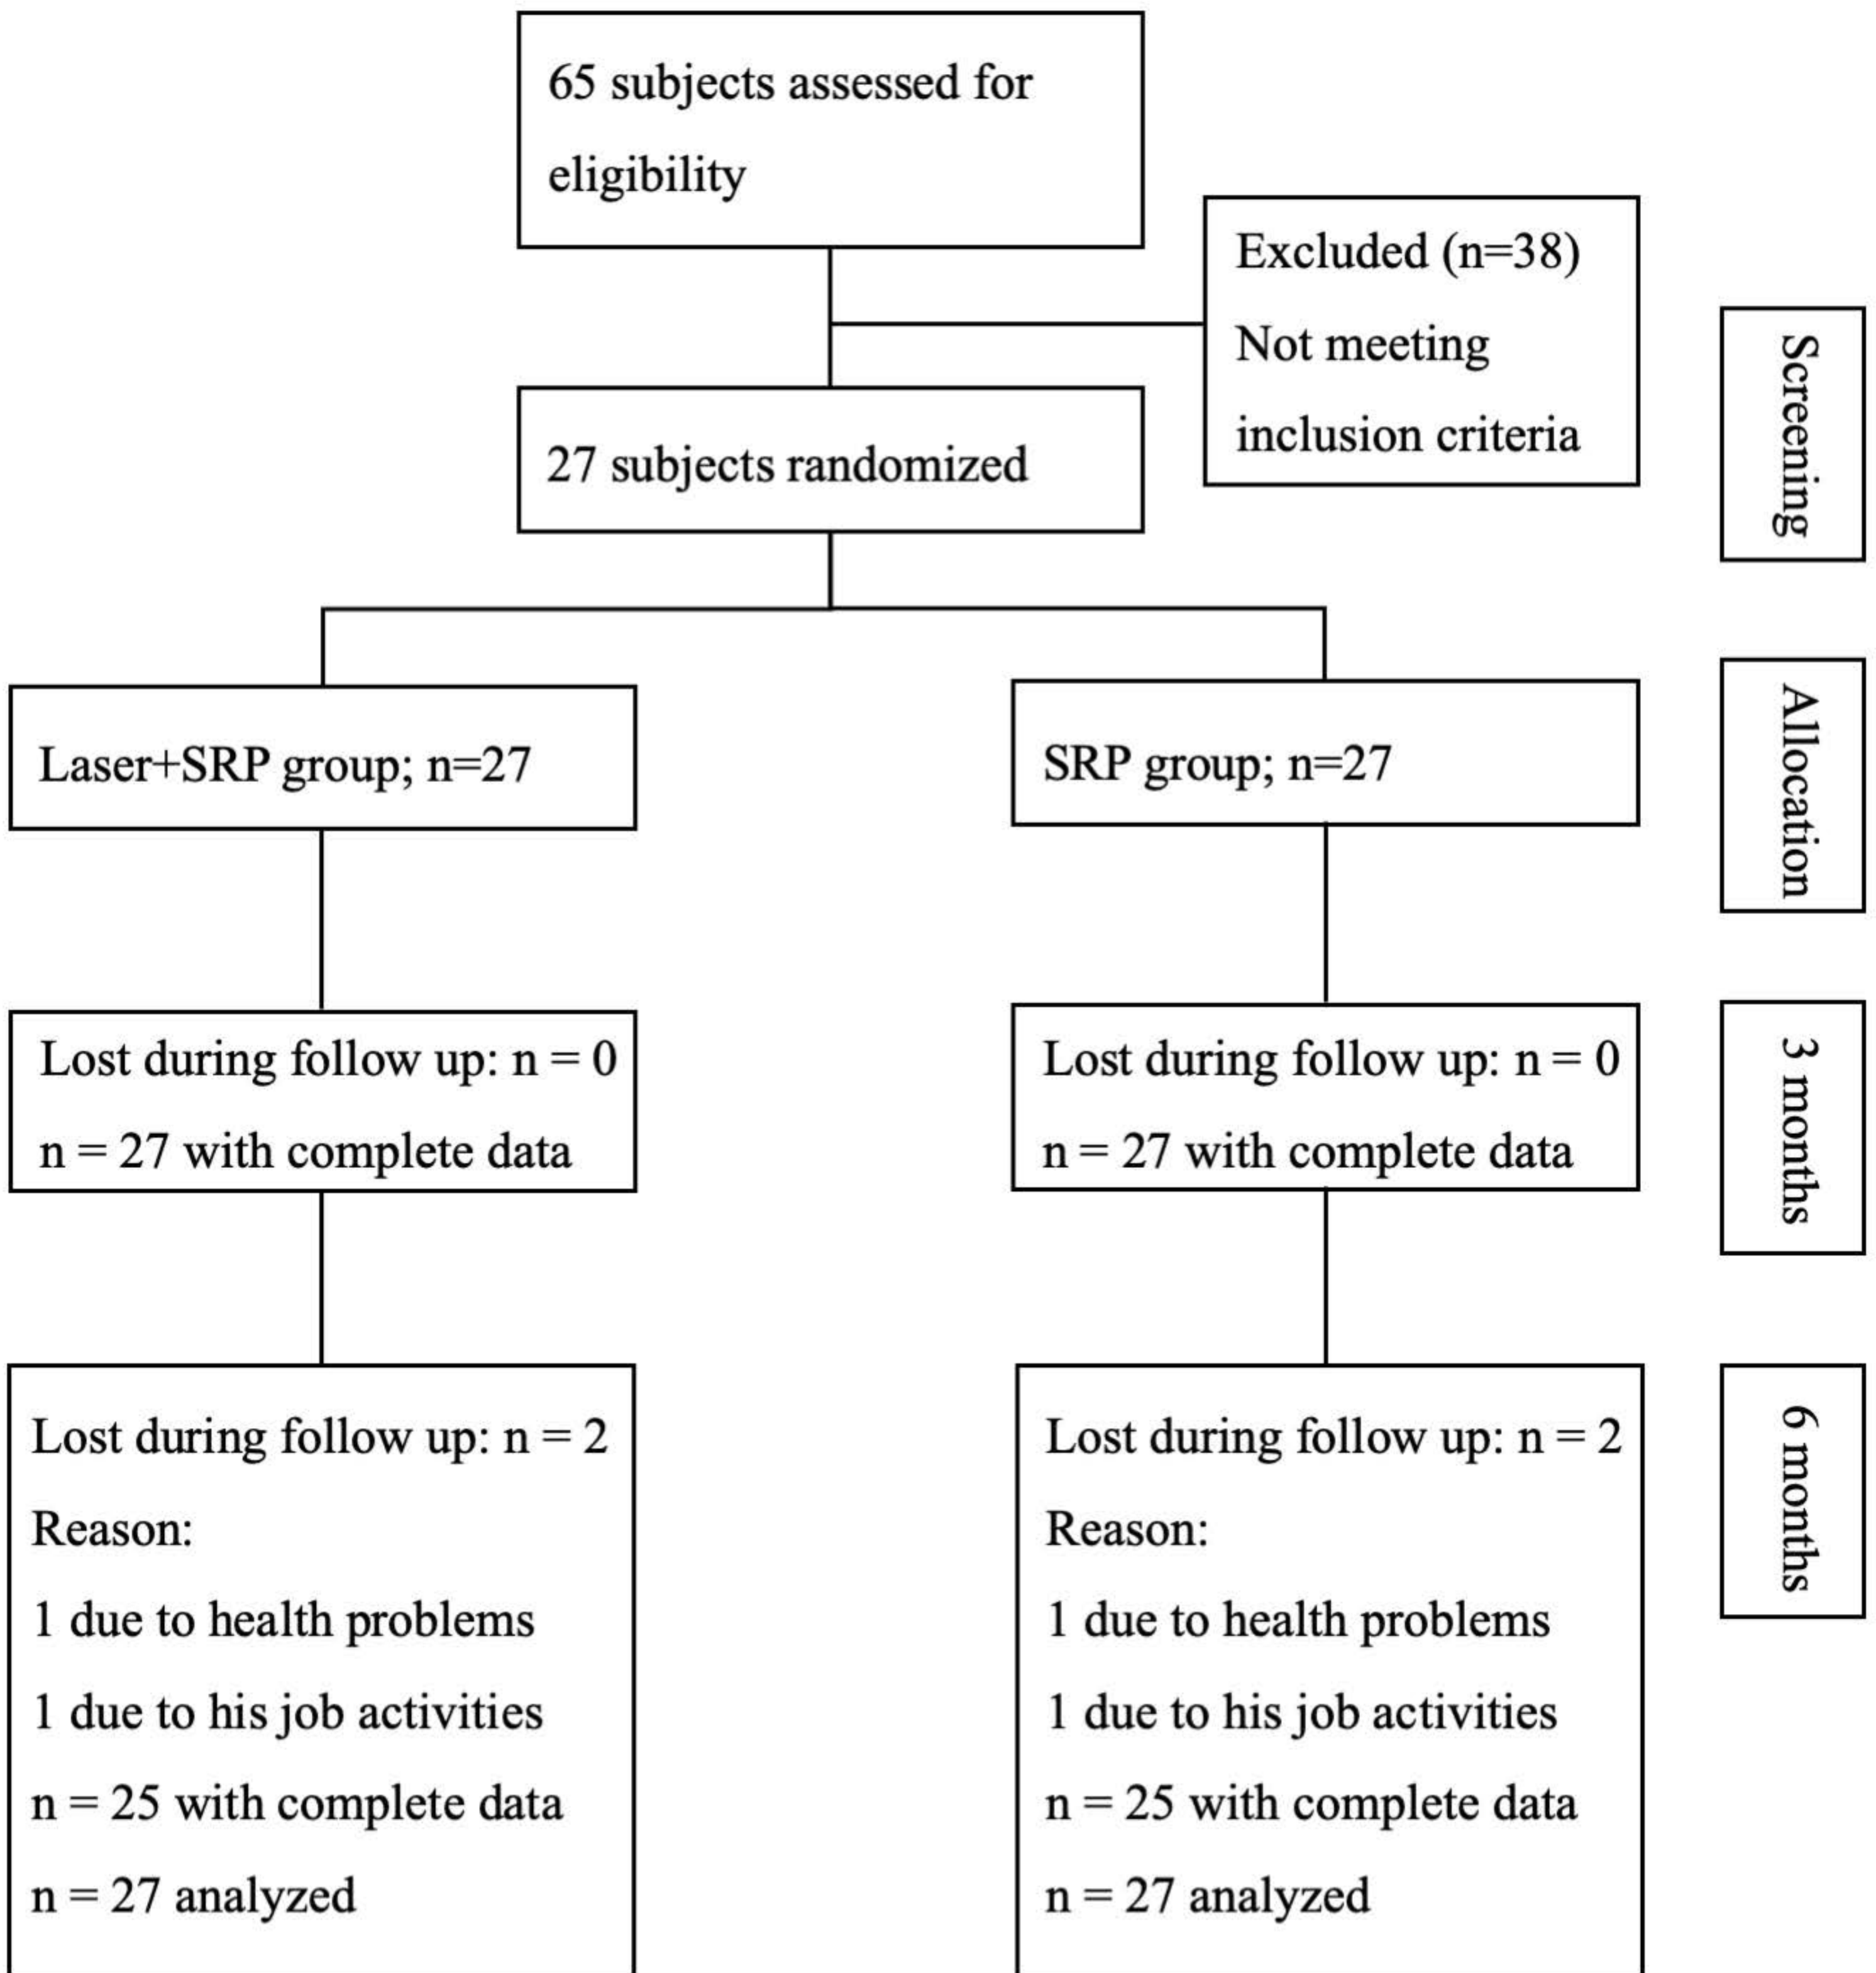 65 subjects assessed for
eligibility
Excluded (n=38)
Not meeting
inclusion criteria
Screening
27 subjects randomized
Laser+SRP group; n=27
SRP group; n=27
Allocation
Lost during follow up: n = 0
n = 27 with complete data
Lost during follow up: n = 0
n = 27 with complete data
3 months
Lost during follow up: n = 2
Reason:
1 due to health problems
1 due to his job activities
n = 25 with complete data
n = 27 analyzed
Lost during follow up: n = 2
Reason:
1 due to health problems
1 due to his job activities
n = 25 with complete data
n = 27 analyzed
6 months